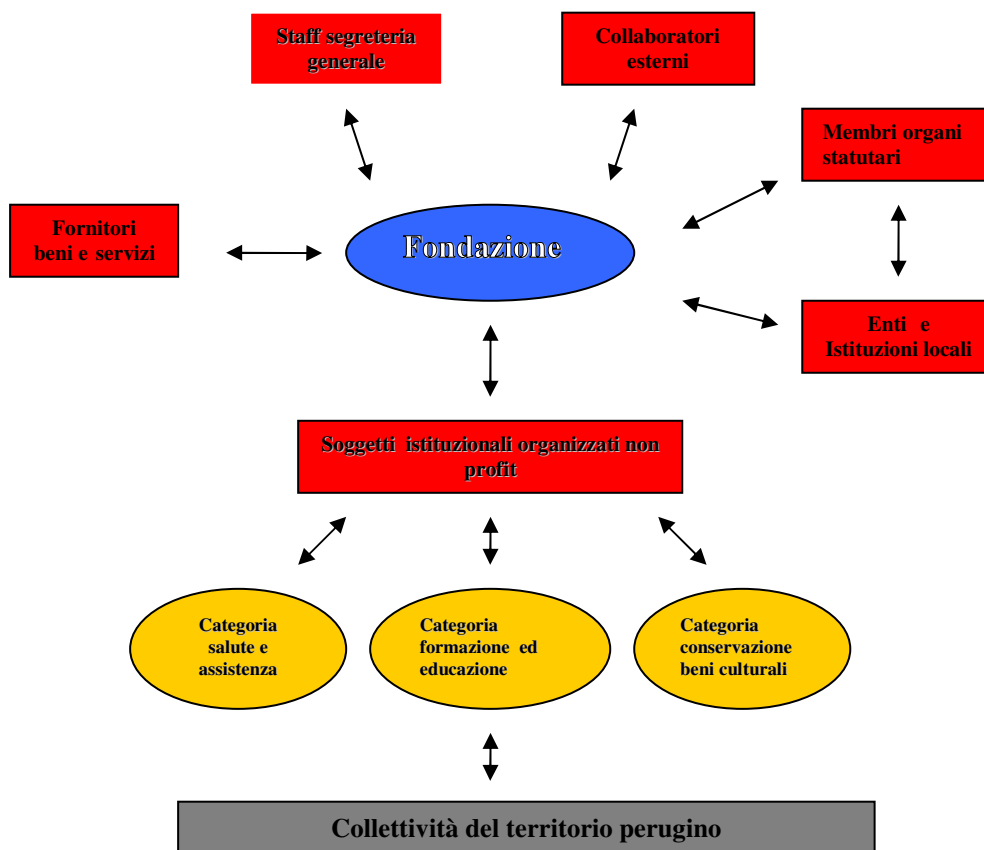 Staff segreteria
generale
Collaboratori
esterni
Membri organi
statutari
Fornitori
beni e servizi
Fondazione
Enti e
Istituzioni locali
Soggetti istituzionali organizzati non
profit
Categoria
salute e
assistenza
Categoria
formazione ed
educazione
Categoria
conservazione
beni culturali
Collettività del territorio perugino